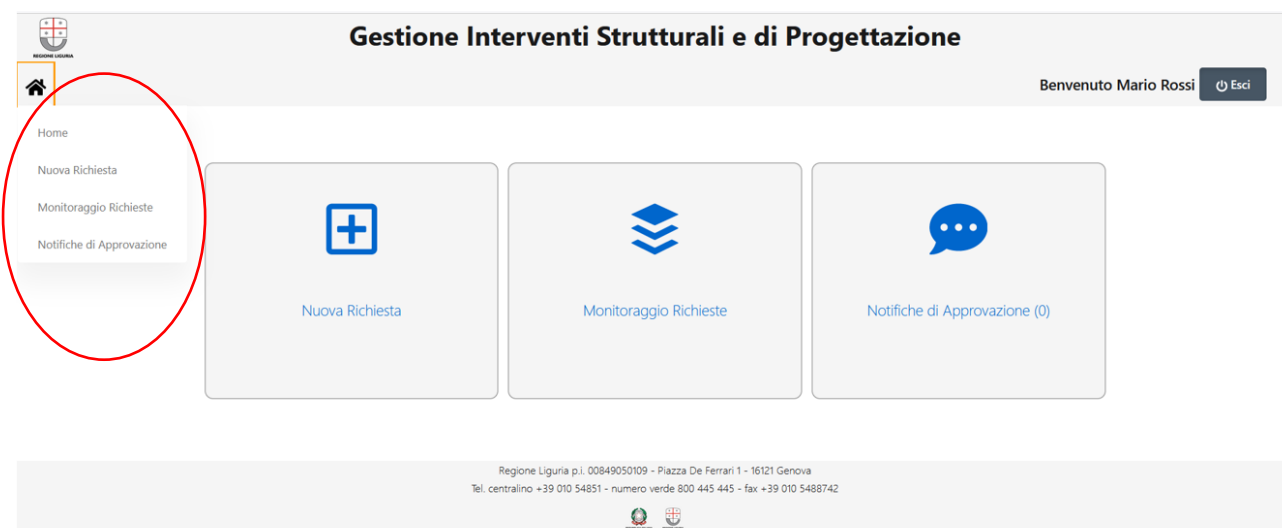 REGIONE LIGURIA
Gestione Interventi Strutturali e di Progettazione
Benvenuto Mario Rossi
Esci
Home
Nuova Richiesta
Monitoraggio Richieste
Notifiche di Approvazione
Nuova Richiesta
Monitoraggio Richieste
Notifiche di Approvazione (0)
Regione Liguria p.i. 00849050109 - Piazza De Ferrari 1 - 16121 Genova
Tel. centralino +39 010 54851 - numero verde 800 445 445 - fax +39 010 5488742